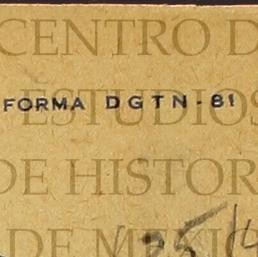 CENTRO D
FORMA DGTN-81
ESTUDIOS
DE HISTOR
DE MEXIC